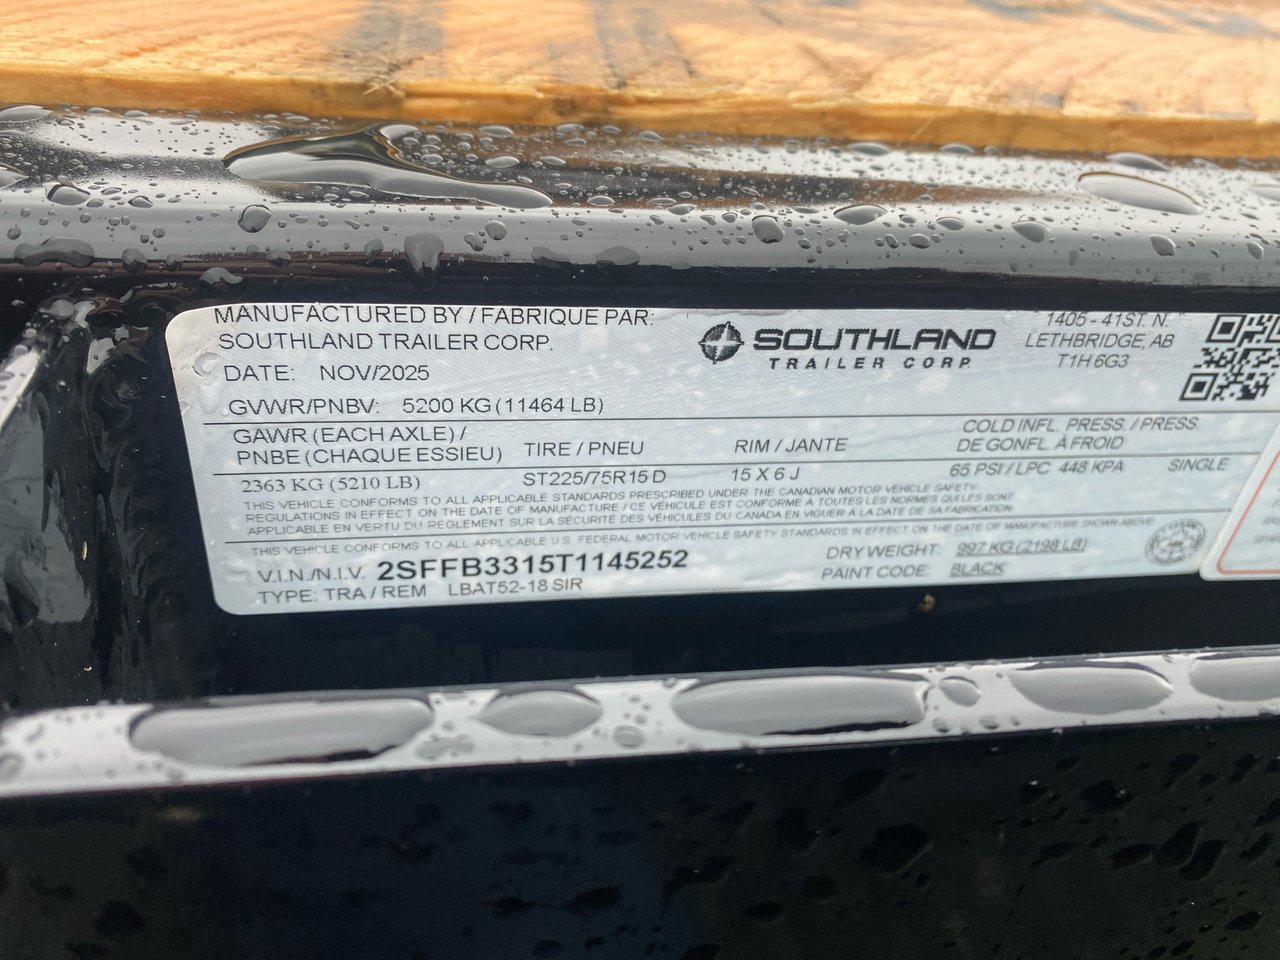 MANUFACTURED BY / FABRIQUE PAR:
SOUTHLAND TRAILER CORP.
DATE: NOV/2025
GVWR/PNBV: 5200 KG (11464 LB)
SOUTHLAND
TRAILER CORP.
1405 - 41ST. N.
LETHBRIDGE, AB
T1H 6G3
GAWR (EACH AXLE) /
PNBE (CHAQUE ESSIEU)
TIRE / PNEU
RIM / JANTE
COLD INFL. PRESS. / PRESS.
DE GONFL. À FROID
2363 KG (5210 LB) ST225/75R15 D 15 X 6 J 65 PSI / LPC 448 KPA SINGLE
THIS VEHICLE CONFORMS TO ALL APPLICABLE STANDARDS PRESCRIBED UNDER THE CANADIAN MOTOR VEHICLE SAFETY
REGULATIONS IN EFFECT ON THE DATE OF MANUFACTURE / CE VÉHICULE EST CONFORME À TOUTES LES NORMES QUI LES SONT
APPLICABLE EN VERTU DU RÉGLEMENT SUR LA SÉCURITÉ DES VÉHICULES DU CANADA EN VIGUER À LA DATE DE SA FABRICATION.
THIS VEHICLE CONFORMS TO ALL APPLICABLE U.S. FEDERAL MOTOR VEHICLE SAFETY STANDARDS IN EFFECT ON THE DATE OF MANUFACTURE SHOWN ABOVE
V.I.N./N.I.V. 2SFFB3315T1145252
TYPE: TRA / REM LBAT52-18 SIR
DRY WEIGHT: 997 KG (2198 LB)
PAINT CODE: BLACK